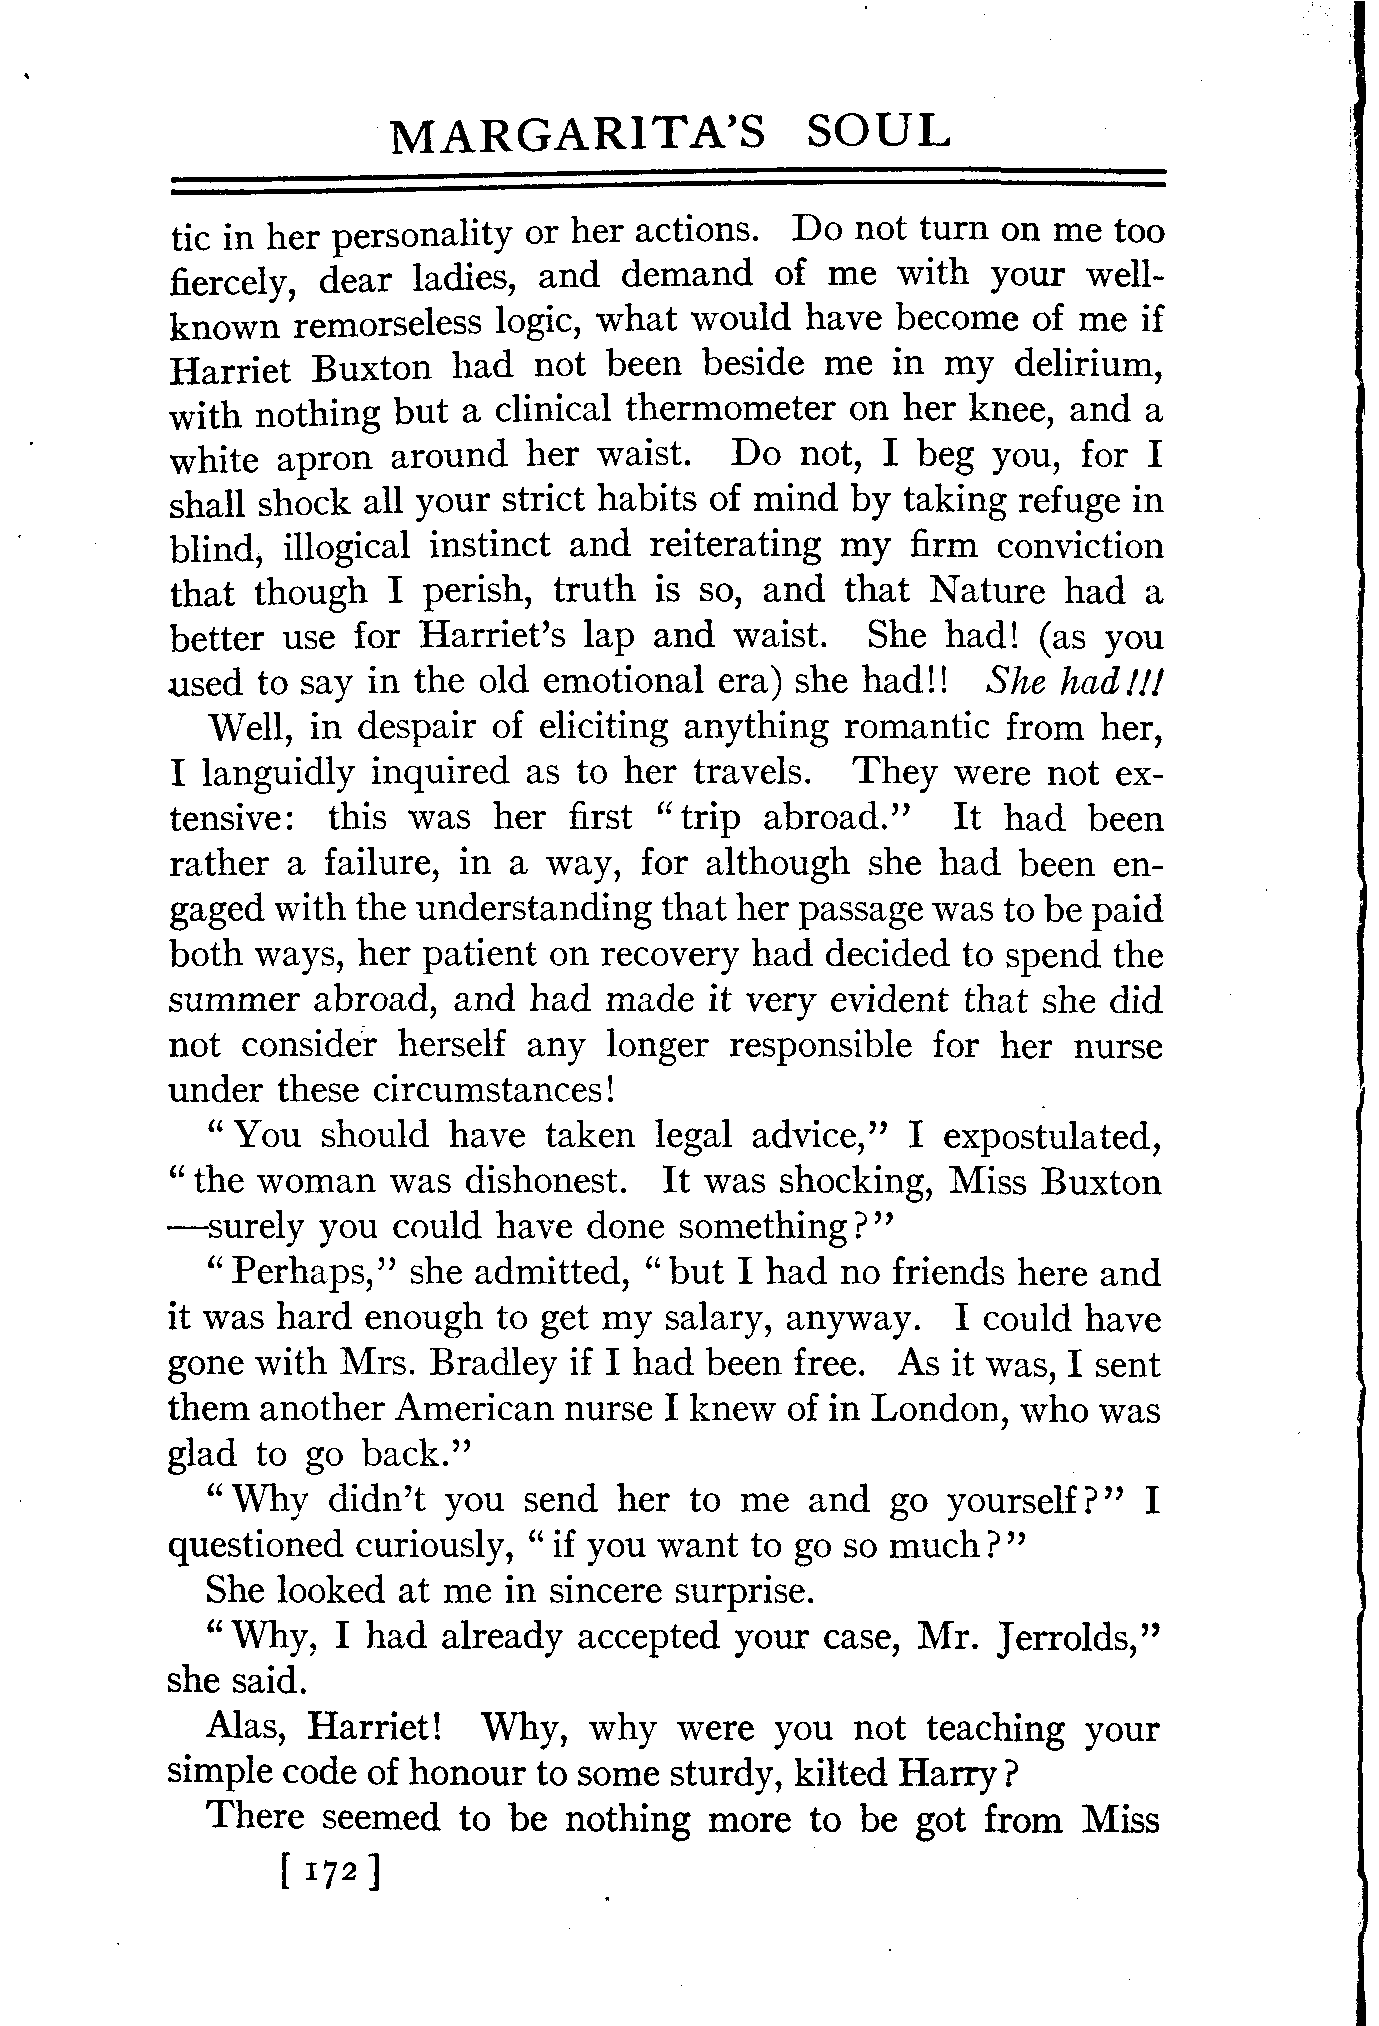 MARGARITA'S SOUL
tic in her personality or her actions. Do not turn on me too
fiercely, dear ladies, and demand of me with your well-
known remorseless logic, what would have become of me if
Harriet Buxton had not been beside me in my delirium,
with nothing but a clinical thermometer on her knee, and a
white apron around her waist. Do not, I beg you, for I
shall shock all your strict habits of mind by taking refuge in
blind, illogical instinct and reiterating my firm conviction
that though I perish, truth is so, and that Nature had a
better use for Harriet's lap and waist. She had! (as you
used to say in the old emotional era) she had!! She had!!!
Well, in despair of eliciting anything romantic from her,
I languidly inquired as to her travels. They were not ex-
tensive: this was her first "trip abroad." It had been
rather a failure, in a way, for although she had been en-
gaged with the understanding that her passage was to be paid
both ways, her patient on recovery had decided to spend the
summer abroad, and had made it very evident that she did
not consider herself any longer responsible for her nurse
under these circumstances!
"You should have taken legal advice," I expostulated,
"the woman was dishonest. It was shocking, Miss Buxton
—surely you could have done something?"
"Perhaps," she admitted, "but I had no friends here and
it was hard enough to get my salary, anyway. I could have
gone with Mrs. Bradley if I had been free. As it was, I sent
them another American nurse I knew of in London, who was
glad to go back."
"Why didn't you send her to me and go yourself?" I
questioned curiously, "if you want to go so much?"
She looked at me in sincere surprise.
"Why, I had already accepted your case, Mr. Jerrolds,"
she said.
Alas, Harriet! Why, why were you not teaching your
simple code of honour to some sturdy, kilted Harry?
There seemed to be nothing more to be got from Miss
[ 172 ]